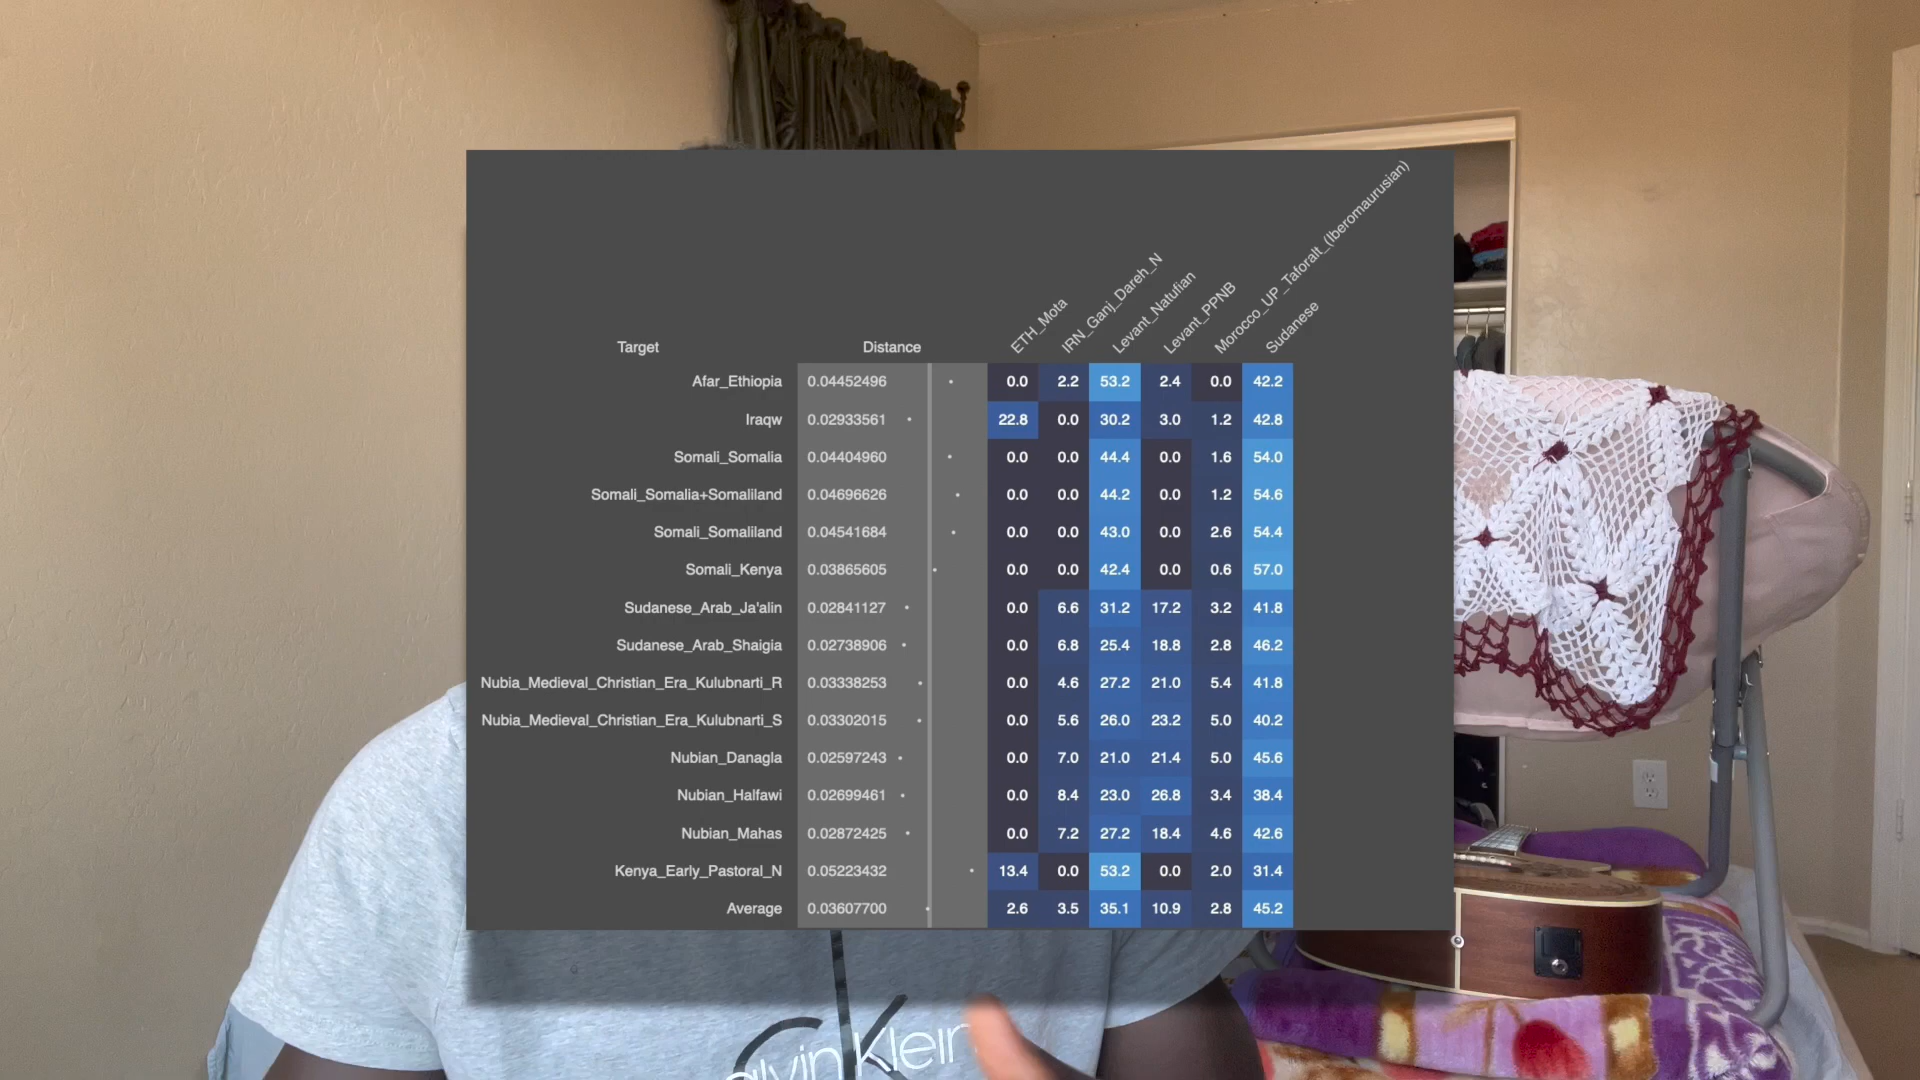 ETH_Mota
IRN_Ganj_Dareh_N
Levant_Natufian
Levant_PPNB
Morocco_UP_Taforalt_(Iberomaurusian)
Sudanese
Target Distance
Afar_Ethiopia 0.04452496 0.0 2.2 53.2 2.4 0.0 42.2
Iraqw 0.02933561 22.8 0.0 30.2 3.0 1.2 42.8
Somali_Somalia 0.04404960 0.0 0.0 44.4 0.0 1.6 54.0
Somali_Somalia+Somaliland 0.04696626 0.0 0.0 44.2 0.0 1.2 54.6
Somali_Somaliland 0.04541684 0.0 0.0 43.0 0.0 2.6 54.4
Somali_Kenya 0.03865605 0.0 0.0 42.4 0.0 0.6 57.0
Sudanese_Arab_Ja'alin 0.02841127 0.0 6.6 31.2 17.2 3.2 41.8
Sudanese_Arab_Shaigia 0.02738906 0.0 6.8 25.4 18.8 2.8 46.2
Nubia_Medieval_Christian_Era_Kulubnarti_R 0.03338253 0.0 4.6 27.2 21.0 5.4 41.8
Nubia_Medieval_Christian_Era_Kulubnarti_S 0.03302015 0.0 5.6 26.0 23.2 5.0 40.2
Nubian_Danagla 0.02597243 0.0 7.0 21.0 21.4 5.0 45.6
Nubian_Halfawi 0.02699461 0.0 8.4 23.0 26.8 3.4 38.4
Nubian_Mahas 0.02872425 0.0 7.2 27.2 18.4 4.6 42.6
Kenya_Early_Pastoral_N 0.05223432 13.4 0.0 53.2 0.0 2.0 31.4
Average 0.03607700 2.6 3.5 35.1 10.9 2.8 45.2
CK
Calvin Klein